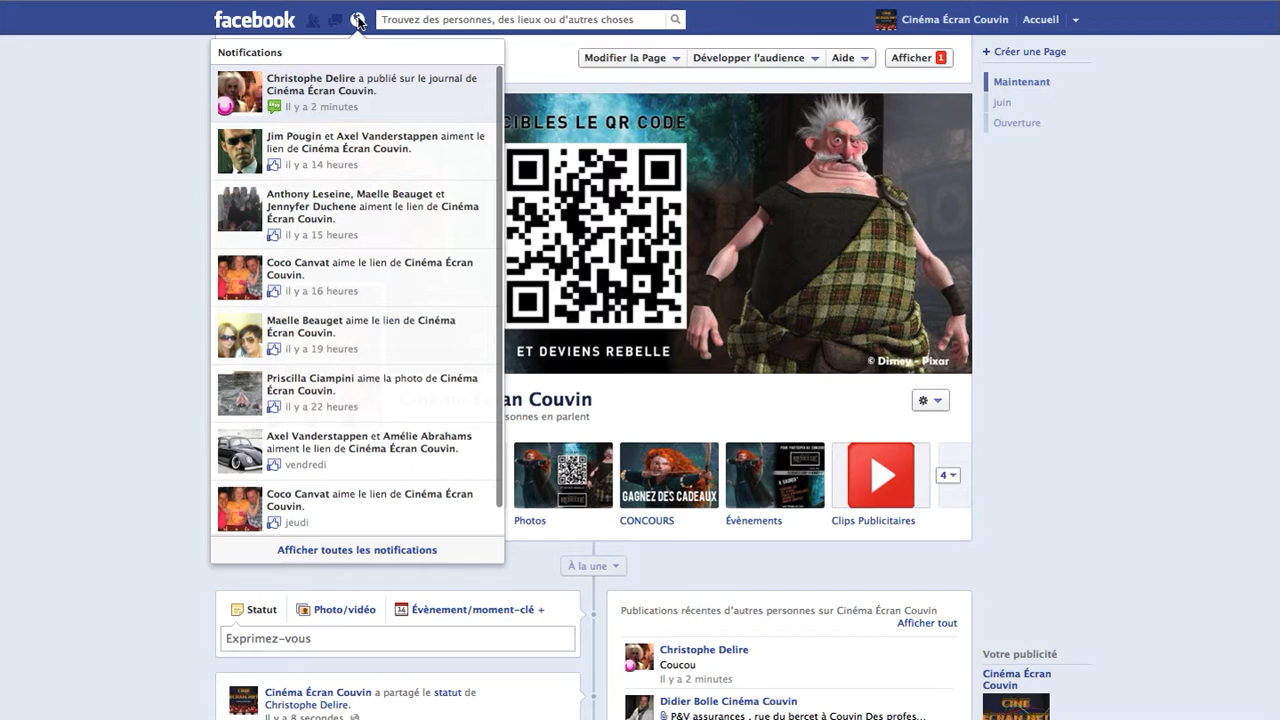 facebook
Trouvez des personnes, des lieux ou d'autres choses
Cinéma Écran Couvin
Accueil
Notifications
Christophe Delire a publié sur le journal de
Cinéma Écran Couvin.
Il y a 2 minutes
Jim Pougin et Axel Vanderstappen aiment le
lien de Cinéma Écran Couvin.
il y a 14 heures
Anthony Leseine, Maelle Beauget et
Jennyfer Duchene aiment le lien de Cinéma
Écran Couvin.
il y a 15 heures
Coco Canvat aime le lien de Cinéma Écran
Couvin.
il y a 16 heures
Maelle Beauget aime le lien de Cinéma
Écran Couvin.
il y a 19 heures
Priscilla Ciampini aime la photo de Cinéma
Écran Couvin.
il y a 22 heures
Axel Vanderstappen et Amélie Abrahams
aiment le lien de Cinéma Écran Couvin.
vendredi
Coco Canvat aime le lien de Cinéma Écran
Couvin.
jeudi
Afficher toutes les notifications
Modifier la Page
Développer l'audience
Aide
Afficher 1
CIBLES LE QR CODE
ET DEVIENS REBELLE
© Disney - Pixar
an Couvin
sonnes en parlent
GAGNEZ DES CADEAUX
Photos
CONCOURS
Évènements
Clips Publicitaires
4
À la une
Statut
Photo/vidéo
Évènement/moment-clé +
Exprimez-vous
Cinéma Écran Couvin a partagé le statut de
Christophe Delire.
Il y a 8 secondes
Publications récentes d'autres personnes sur Cinéma Écran Couvin
Afficher tout
Christophe Delire
Coucou
Il y a 2 minutes
Didier Bolle Cinéma Couvin
P&V assurances . rue du bercet à Couvin Des profes...
+ Créer une Page
Maintenant
juin
Ouverture
Votre publicité
Cinéma Écran
Couvin